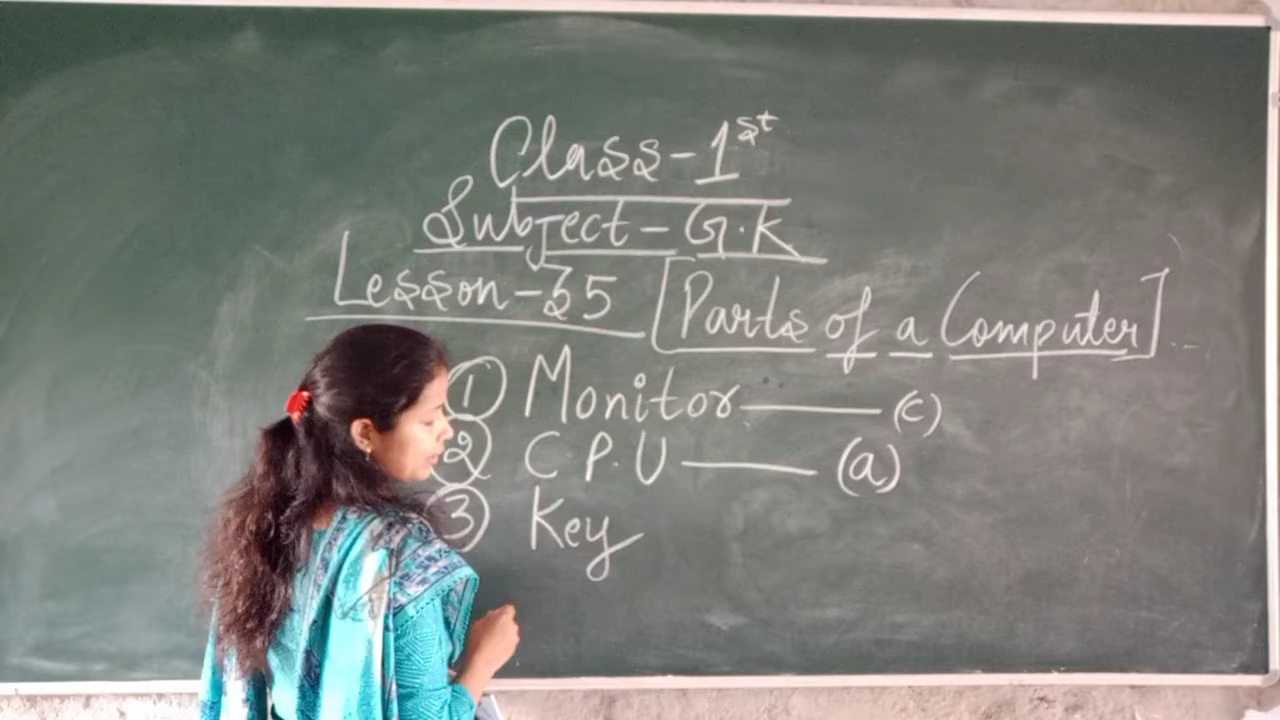 Class-1st
Subject-G.K
Lesson-35 [Parts of a Computer]
① Monitor——(c)
② C P.U——(a)
③ Key